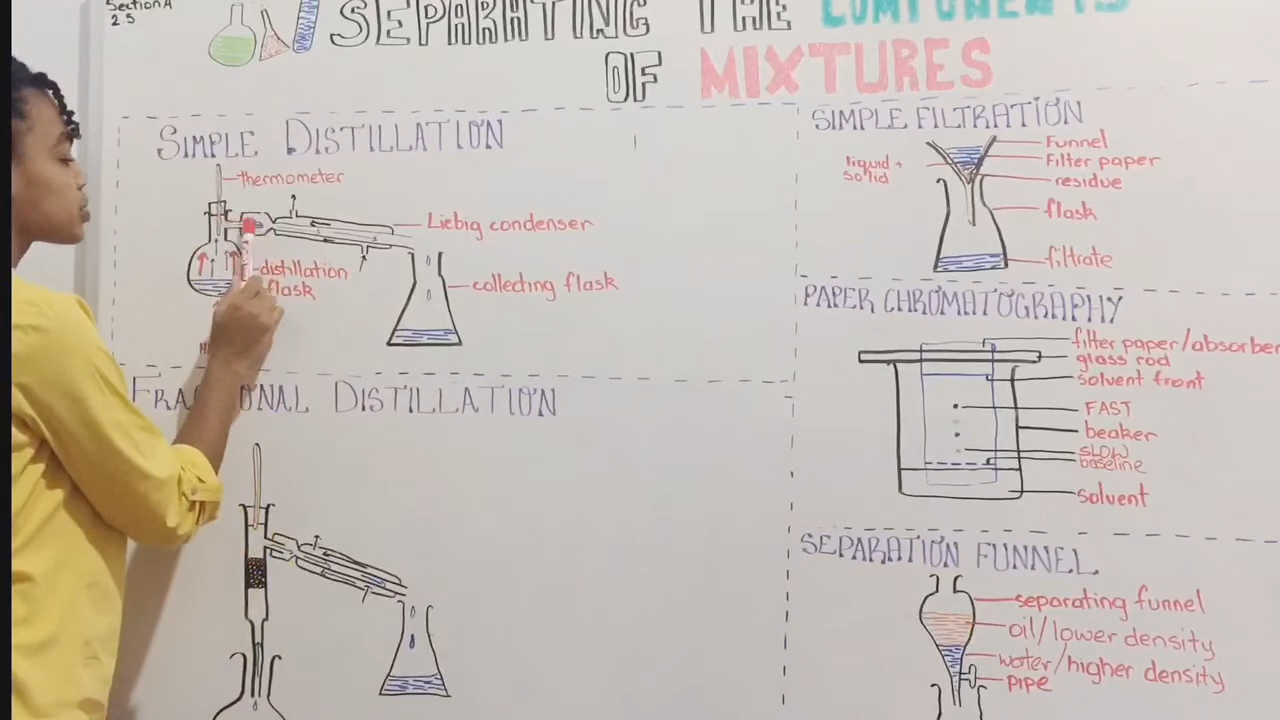 Section A
2.5
SEPARATING THE COMPONENTS
OF MIXTURES
SIMPLE DISTILLATION
thermometer
Liebig condenser
distillation
flask
collecting flask
FRACTIONAL DISTILLATION
SIMPLE FILTRATION
Funnel
Filter paper
liquid +
solid
residue
flask
filtrate
PAPER CHROMATOGRAPHY
filter paper/absorber
glass rod
solvent front
FAST
beaker
SLOW
baseline
solvent
SEPARATION FUNNEL
separating funnel
oil/lower density
water/higher density
pipe